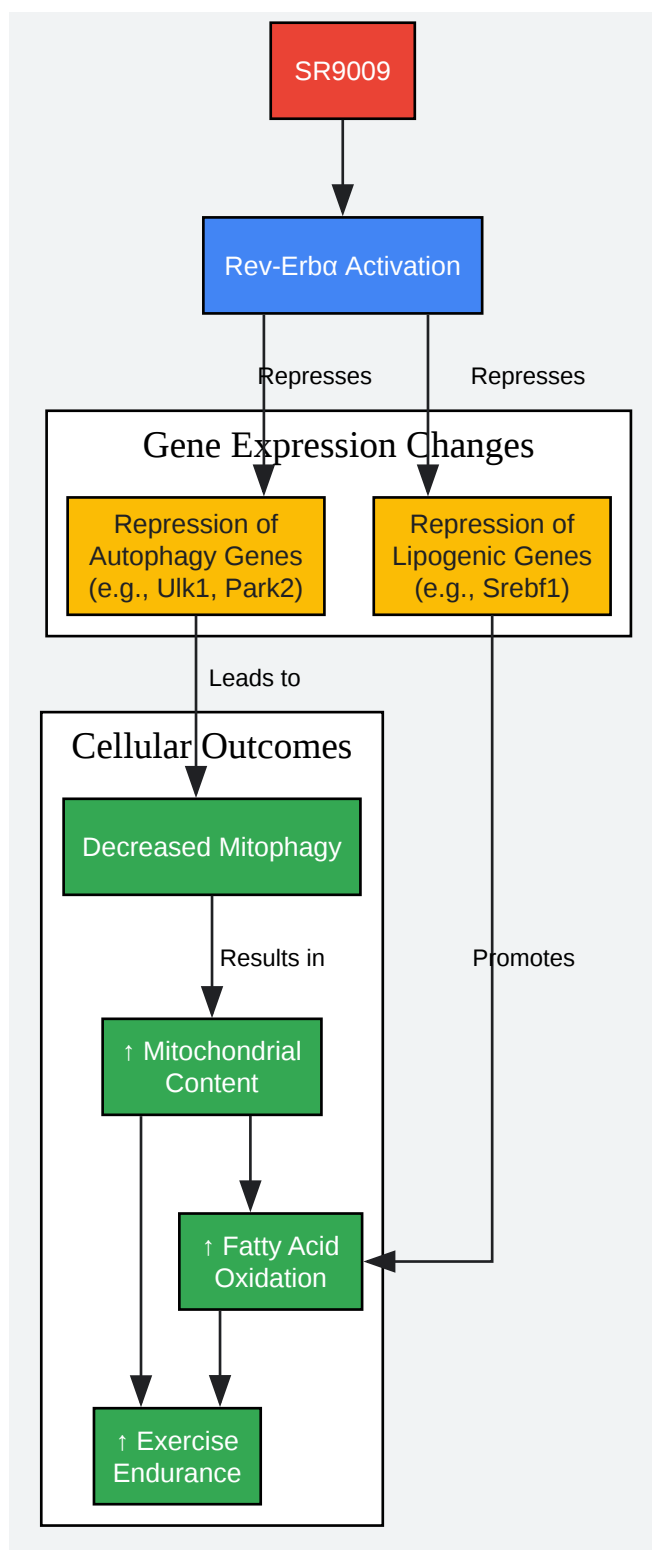 SR9009
Rev-Erbα Activation
Represses
Represses
Gene Expression Changes
Repression of
Autophagy Genes
(e.g., Ulk1, Park2)
Repression of
Lipogenic Genes
(e.g., Srebf1)
Leads to
Cellular Outcomes
Decreased Mitophagy
Results in
Promotes
↑ Mitochondrial
Content
↑ Fatty Acid
Oxidation
↑ Exercise
Endurance